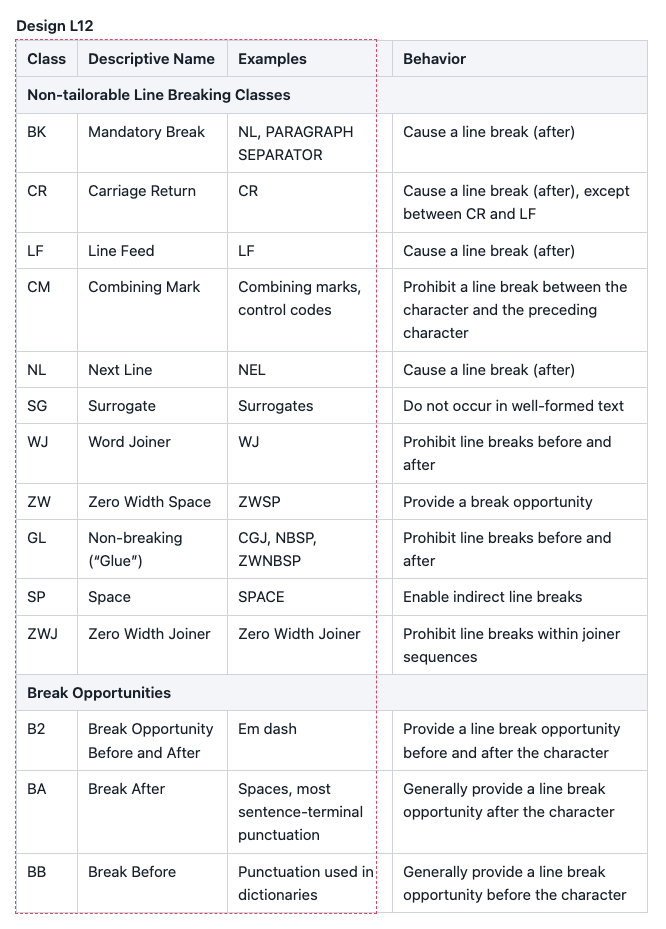 Design L12
Class Descriptive Name Examples Behavior
Non-tailorable Line Breaking Classes
BK Mandatory Break NL, PARAGRAPH Cause a line break (after)
SEPARATOR
CR Carriage Return CR Cause a line break (after), except
between CR and LF
LF Line Feed LF Cause a line break (after)
CM Combining Mark Combining marks, Prohibit a line break between the
control codes character and the preceding
character
NL Next Line NEL Cause a line break (after)
SG Surrogate Surrogates Do not occur in well-formed text
WJ Word Joiner WJ Prohibit line breaks before and
after
ZW Zero Width Space ZWSP Provide a break opportunity
GL Non-breaking CGJ, NBSP, Prohibit line breaks before and
(“Glue”) ZWNBSP after
SP Space SPACE Enable indirect line breaks
ZWJ Zero Width Joiner Zero Width Joiner Prohibit line breaks within joiner
sequences
Break Opportunities
B2 Break Opportunity Em dash Provide a line break opportunity
Before and After before and after the character
BA Break After Spaces, most Generally provide a line break
sentence-terminal opportunity after the character
punctuation
BB Break Before Punctuation used in Generally provide a line break
dictionaries opportunity before the character